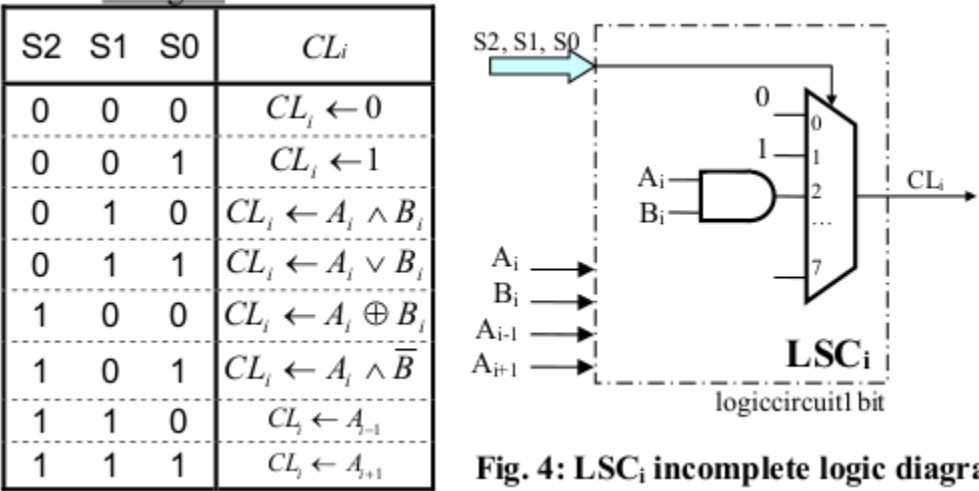 S2 S1 S0 CLᵢ
0 0 0 CLᵢ ← 0
0 0 1 CLᵢ ← 1
0 1 0 CLᵢ ← Aᵢ ∧ Bᵢ
0 1 1 CLᵢ ← Aᵢ ∨ Bᵢ
1 0 0 CLᵢ ← Aᵢ ⊕ Bᵢ
1 0 1 CLᵢ ← Aᵢ ∧ B̅
1 1 0 CLᵢ ← Aᵢ₋₁
1 1 1 CLᵢ ← Aᵢ₊₁
S2, S1, S0
0
0
1
1
Aᵢ
Bᵢ
2
...
7
CLᵢ
Aᵢ
Bᵢ
Aᵢ₋₁
Aᵢ₊₁
LSCᵢ
logiccircuit1 bit
Fig. 4: LSCᵢ incomplete logic diagra